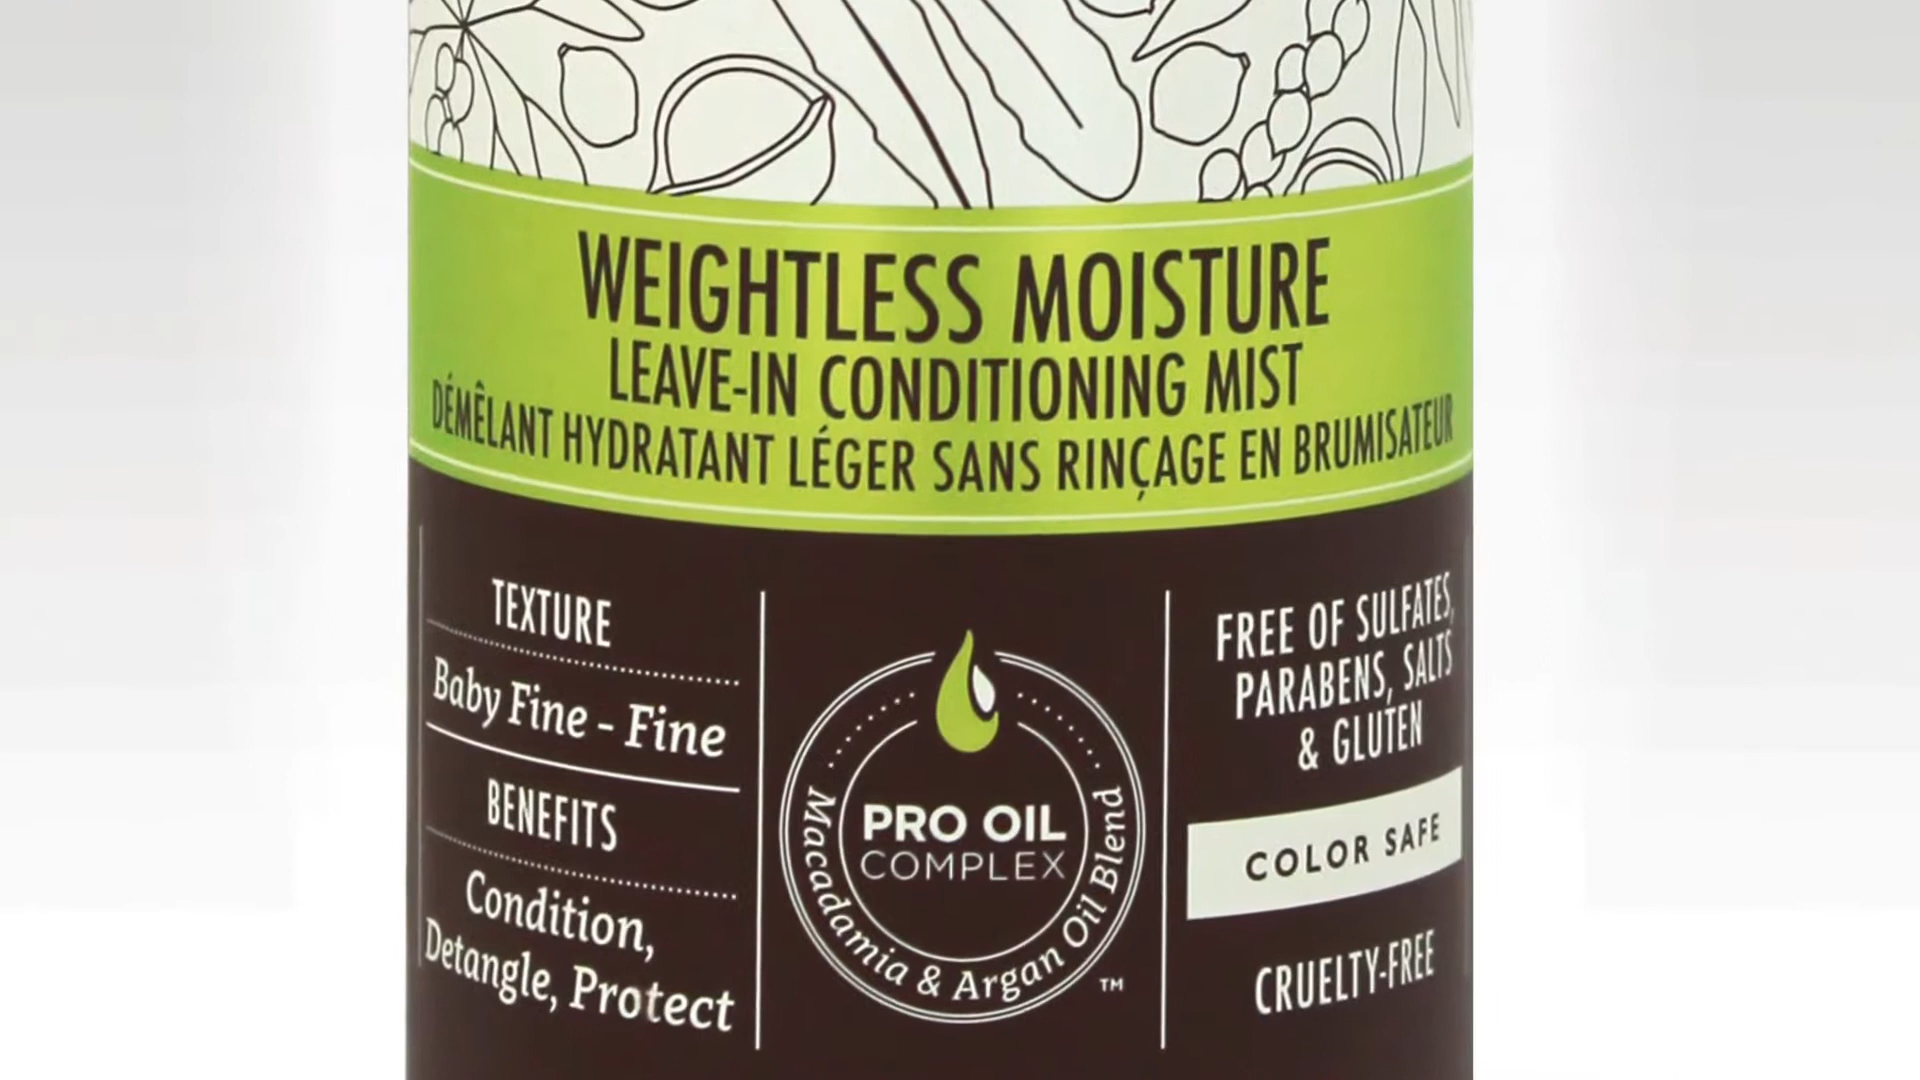 WEIGHTLESS MOISTURE
LEAVE-IN CONDITIONING MIST
DÉMÊLANT HYDRATANT LÉGER SANS RINÇAGE EN BRUMISATEUR
TEXTURE
Baby Fine - Fine
BENEFITS
Condition,
Detangle, Protect
PRO OIL
COMPLEX
Macadamia & Argan Oil Blend
TM
FREE OF SULFATES,
PARABENS, SALTS
& GLUTEN
COLOR SAFE
CRUELTY-FREE